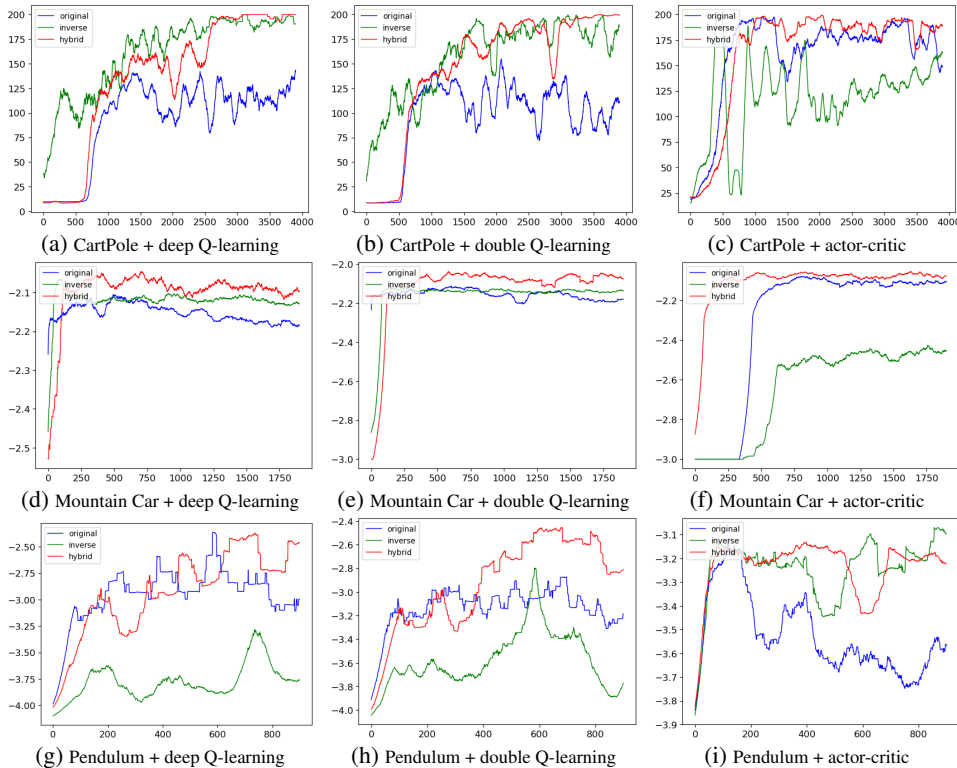 original
inverse
hybrid
200
175
150
125
100
75
50
25
0
0 500 1000 1500 2000 2500 3000 3500 4000
(a) CartPole + deep Q-learning
original
inverse
hybrid
200
175
150
125
100
75
50
25
0
0 500 1000 1500 2000 2500 3000 3500 4000
(b) CartPole + double Q-learning
original
inverse
hybrid
200
175
150
125
100
75
50
25
0 500 1000 1500 2000 2500 3000 3500 4000
(c) CartPole + actor-critic
original
inverse
hybrid
−2.1
−2.2
−2.3
−2.4
−2.5
0 250 500 750 1000 1250 1500 1750
(d) Mountain Car + deep Q-learning
original
inverse
hybrid
−2.0
−2.2
−2.4
−2.6
−2.8
−3.0
0 250 500 750 1000 1250 1500 1750
(e) Mountain Car + double Q-learning
original
inverse
hybrid
−2.2
−2.4
−2.6
−2.8
−3.0
0 250 500 750 1000 1250 1500 1750
(f) Mountain Car + actor-critic
original
inverse
hybrid
−2.50
−2.75
−3.00
−3.25
−3.50
−3.75
−4.00
0 200 400 600 800
(g) Pendulum + deep Q-learning
original
inverse
hybrid
−2.4
−2.6
−2.8
−3.0
−3.2
−3.4
−3.6
−3.8
−4.0
0 200 400 600 800
(h) Pendulum + double Q-learning
original
inverse
hybrid
−3.1
−3.2
−3.3
−3.4
−3.5
−3.6
−3.7
−3.8
−3.9
0 200 400 600 800
(i) Pendulum + actor-critic